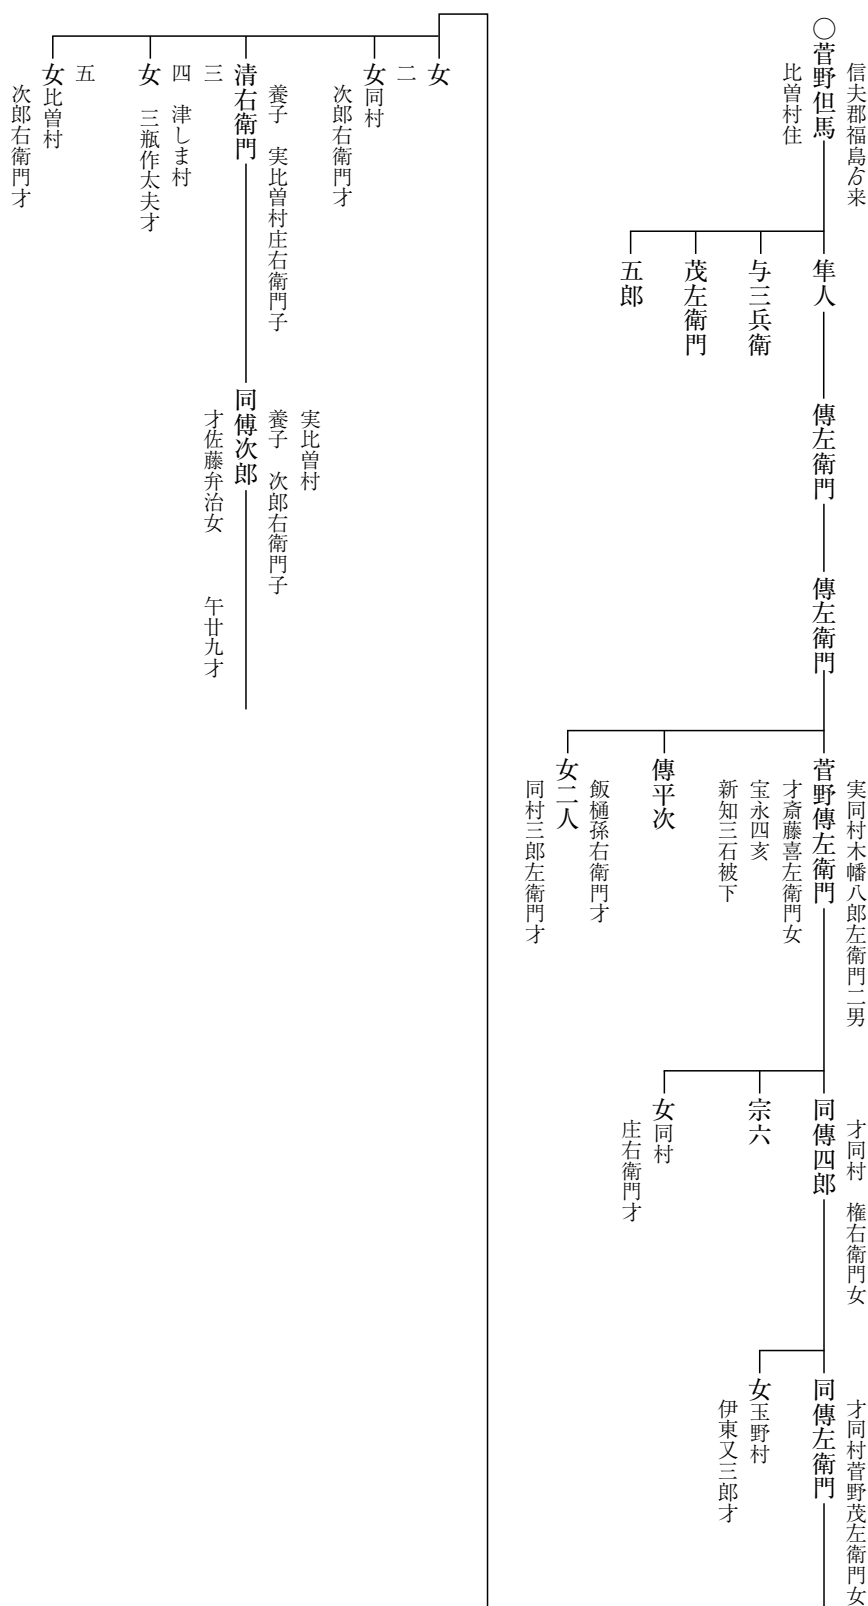 信夫郡福島ゟ来
〇菅野但馬
比曽村住
隼人
与三兵衛
茂左衛門
五郎
傳左衛門
傳左衛門
実同村木幡八郎左衛門二男
菅野傳左衛門
才斎藤喜左衛門女
宝永四亥
新知三石被下
傳平次
飯樋孫右衛門才
女二人
同村三郎左衛門才
才同村　権右衛門女
同傳四郎
宗六
女同村
庄右衛門才
才同村菅野茂左衛門女
同傳左衛門
女玉野村
伊東又三郎才
女
二
女同村
次郎右衛門才
養子　実比曽村庄右衛門子
三
清右衛門
四　津しま村
女　三瓶作太夫才
五
女比曽村
次郎右衛門才
実比曽村
養子　次郎右衛門子
同傳次郎
才佐藤弁治女　　午廿九才